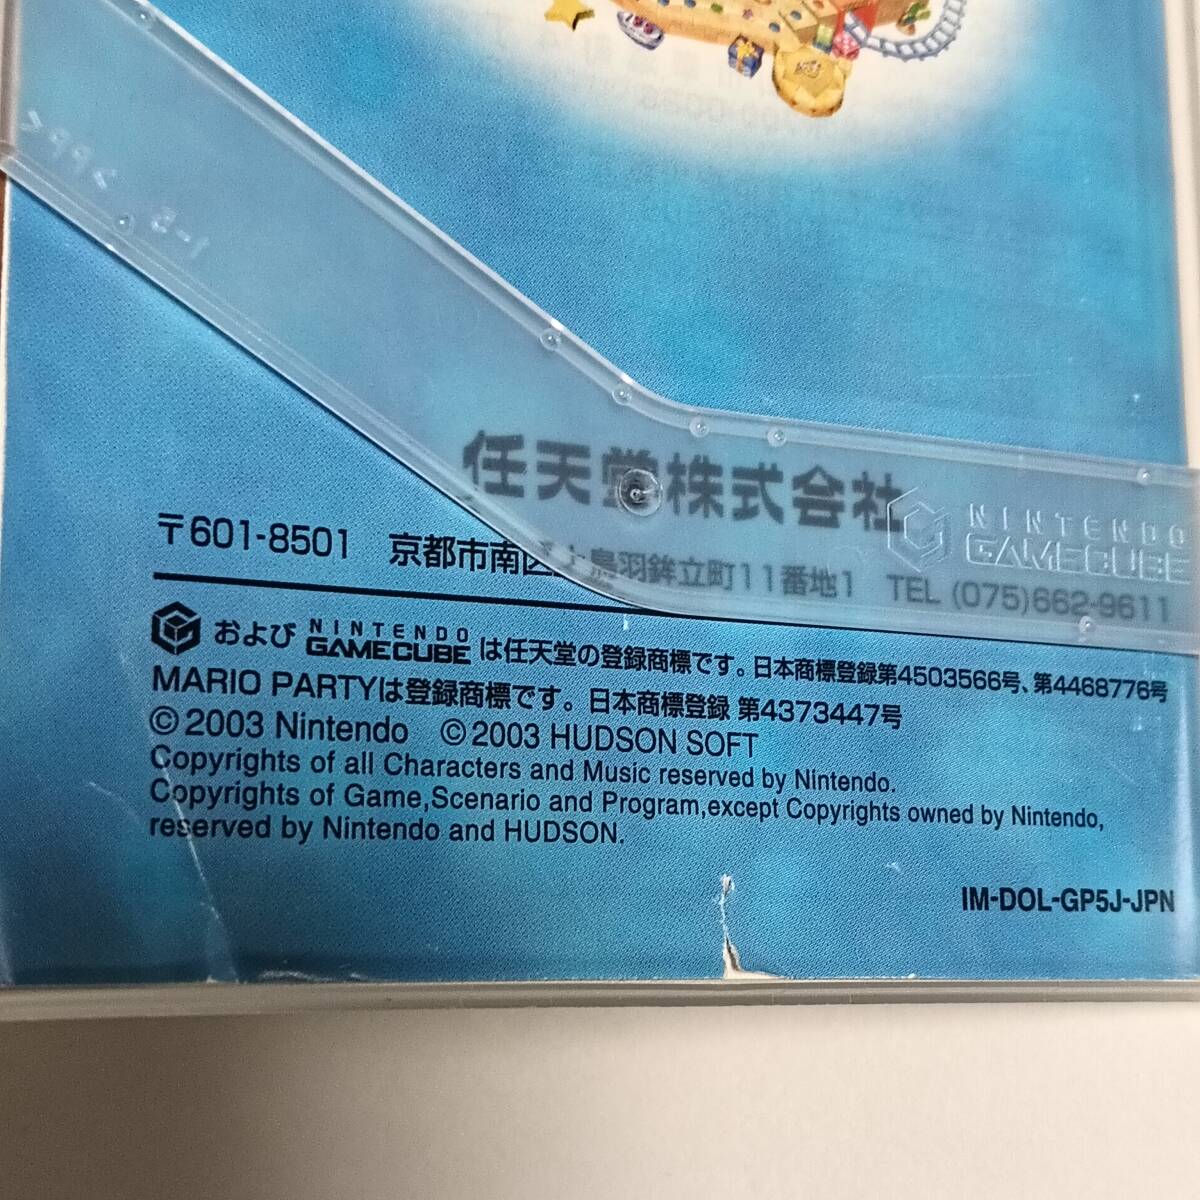 >PP<
1-5
任天堂株式会社
NINTENDO
GAMECUBE
〒601-8501 京都市南区上鳥羽鉾立町11番地1 TEL (075)662-9611
および NINTENDO GAMECUBE は任天堂の登録商標です。日本商標登録第4503566号、第4468776号
MARIO PARTYは登録商標です。日本商標登録 第4373447号
© 2003 Nintendo © 2003 HUDSON SOFT
Copyrights of all Characters and Music reserved by Nintendo.
Copyrights of Game,Scenario and Program,except Copyrights owned by Nintendo,
reserved by Nintendo and HUDSON.
IM-DOL-GP5J-JPN